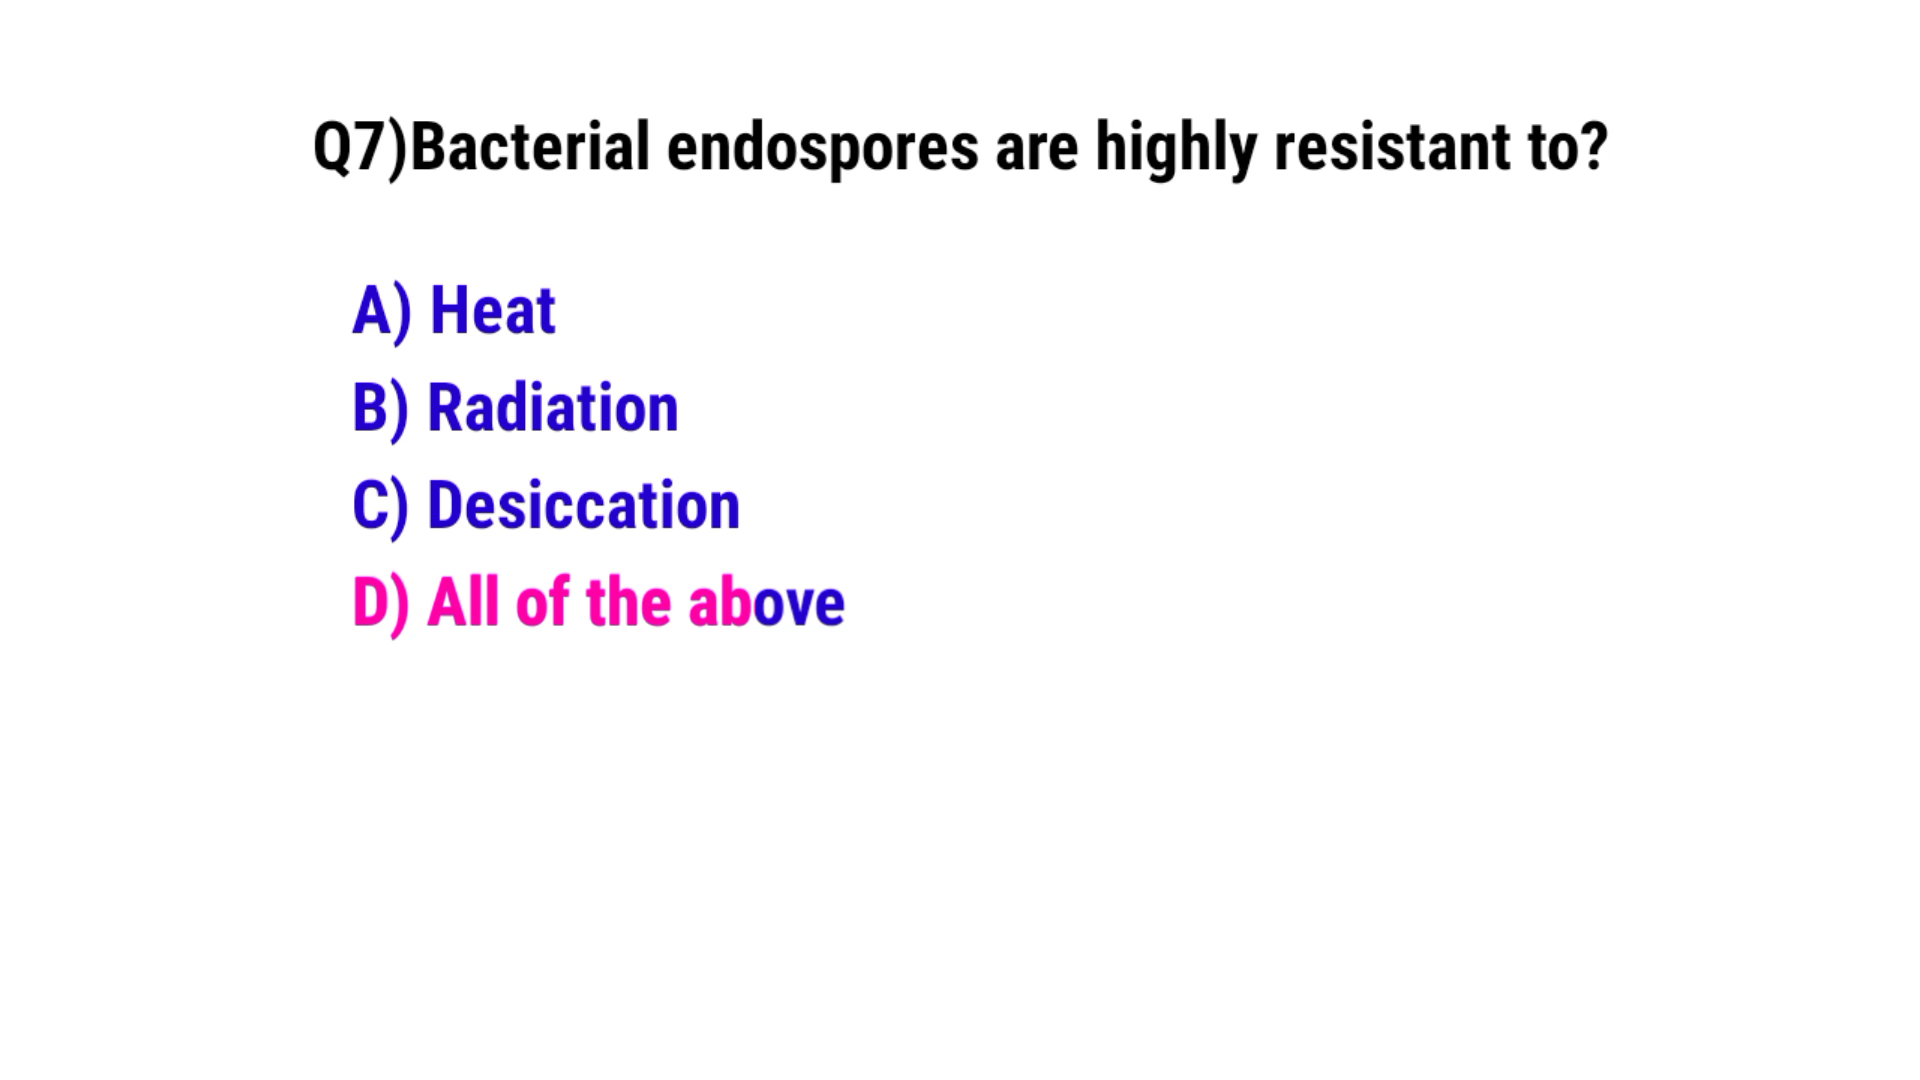 Q7)Bacterial endospores are highly resistant to?
A) Heat
B) Radiation
C) Desiccation
D) All of the above